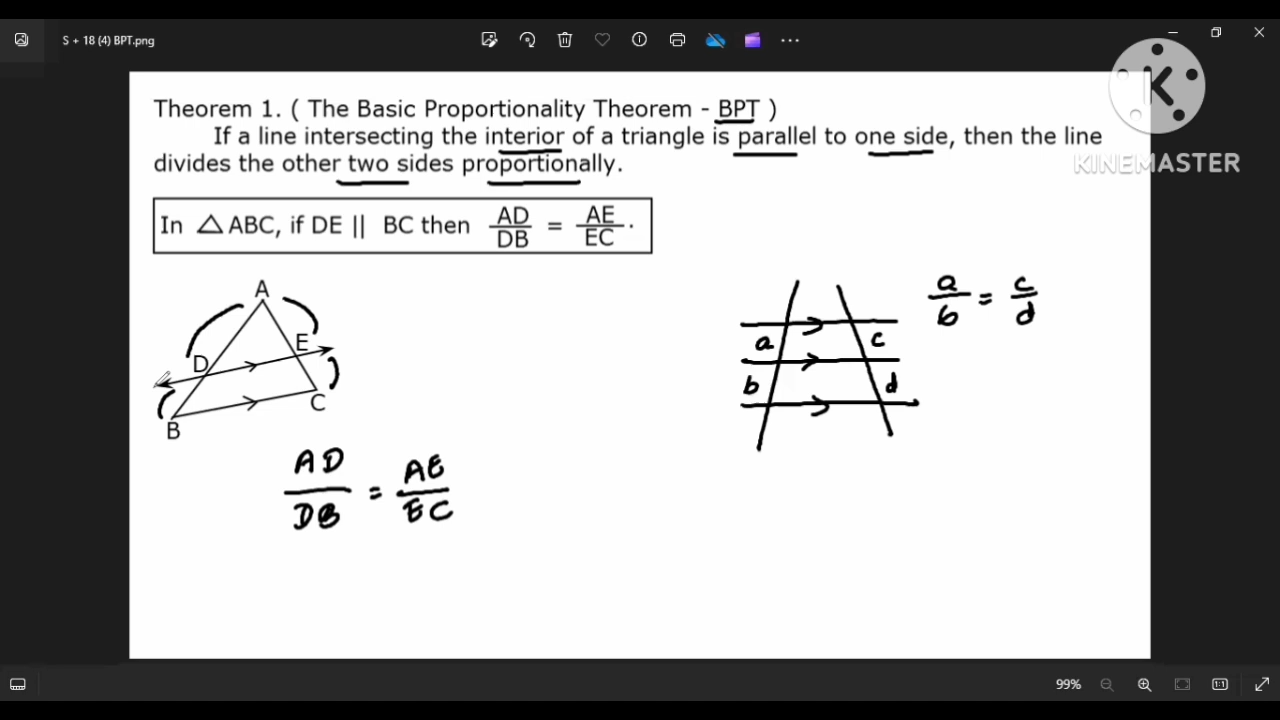 S + 18 (4) BPT.png
KINEMASTER
Theorem 1. ( The Basic Proportionality Theorem - BPT )
If a line intersecting the interior of a triangle is parallel to one side, then the line
divides the other two sides proportionally.
In △ABC, if DE || BC then AD/DB = AE/EC.
A
D
E
B
C
AD/DB = AE/EC
a
b
c
d
a/b = c/d
99%
1:1